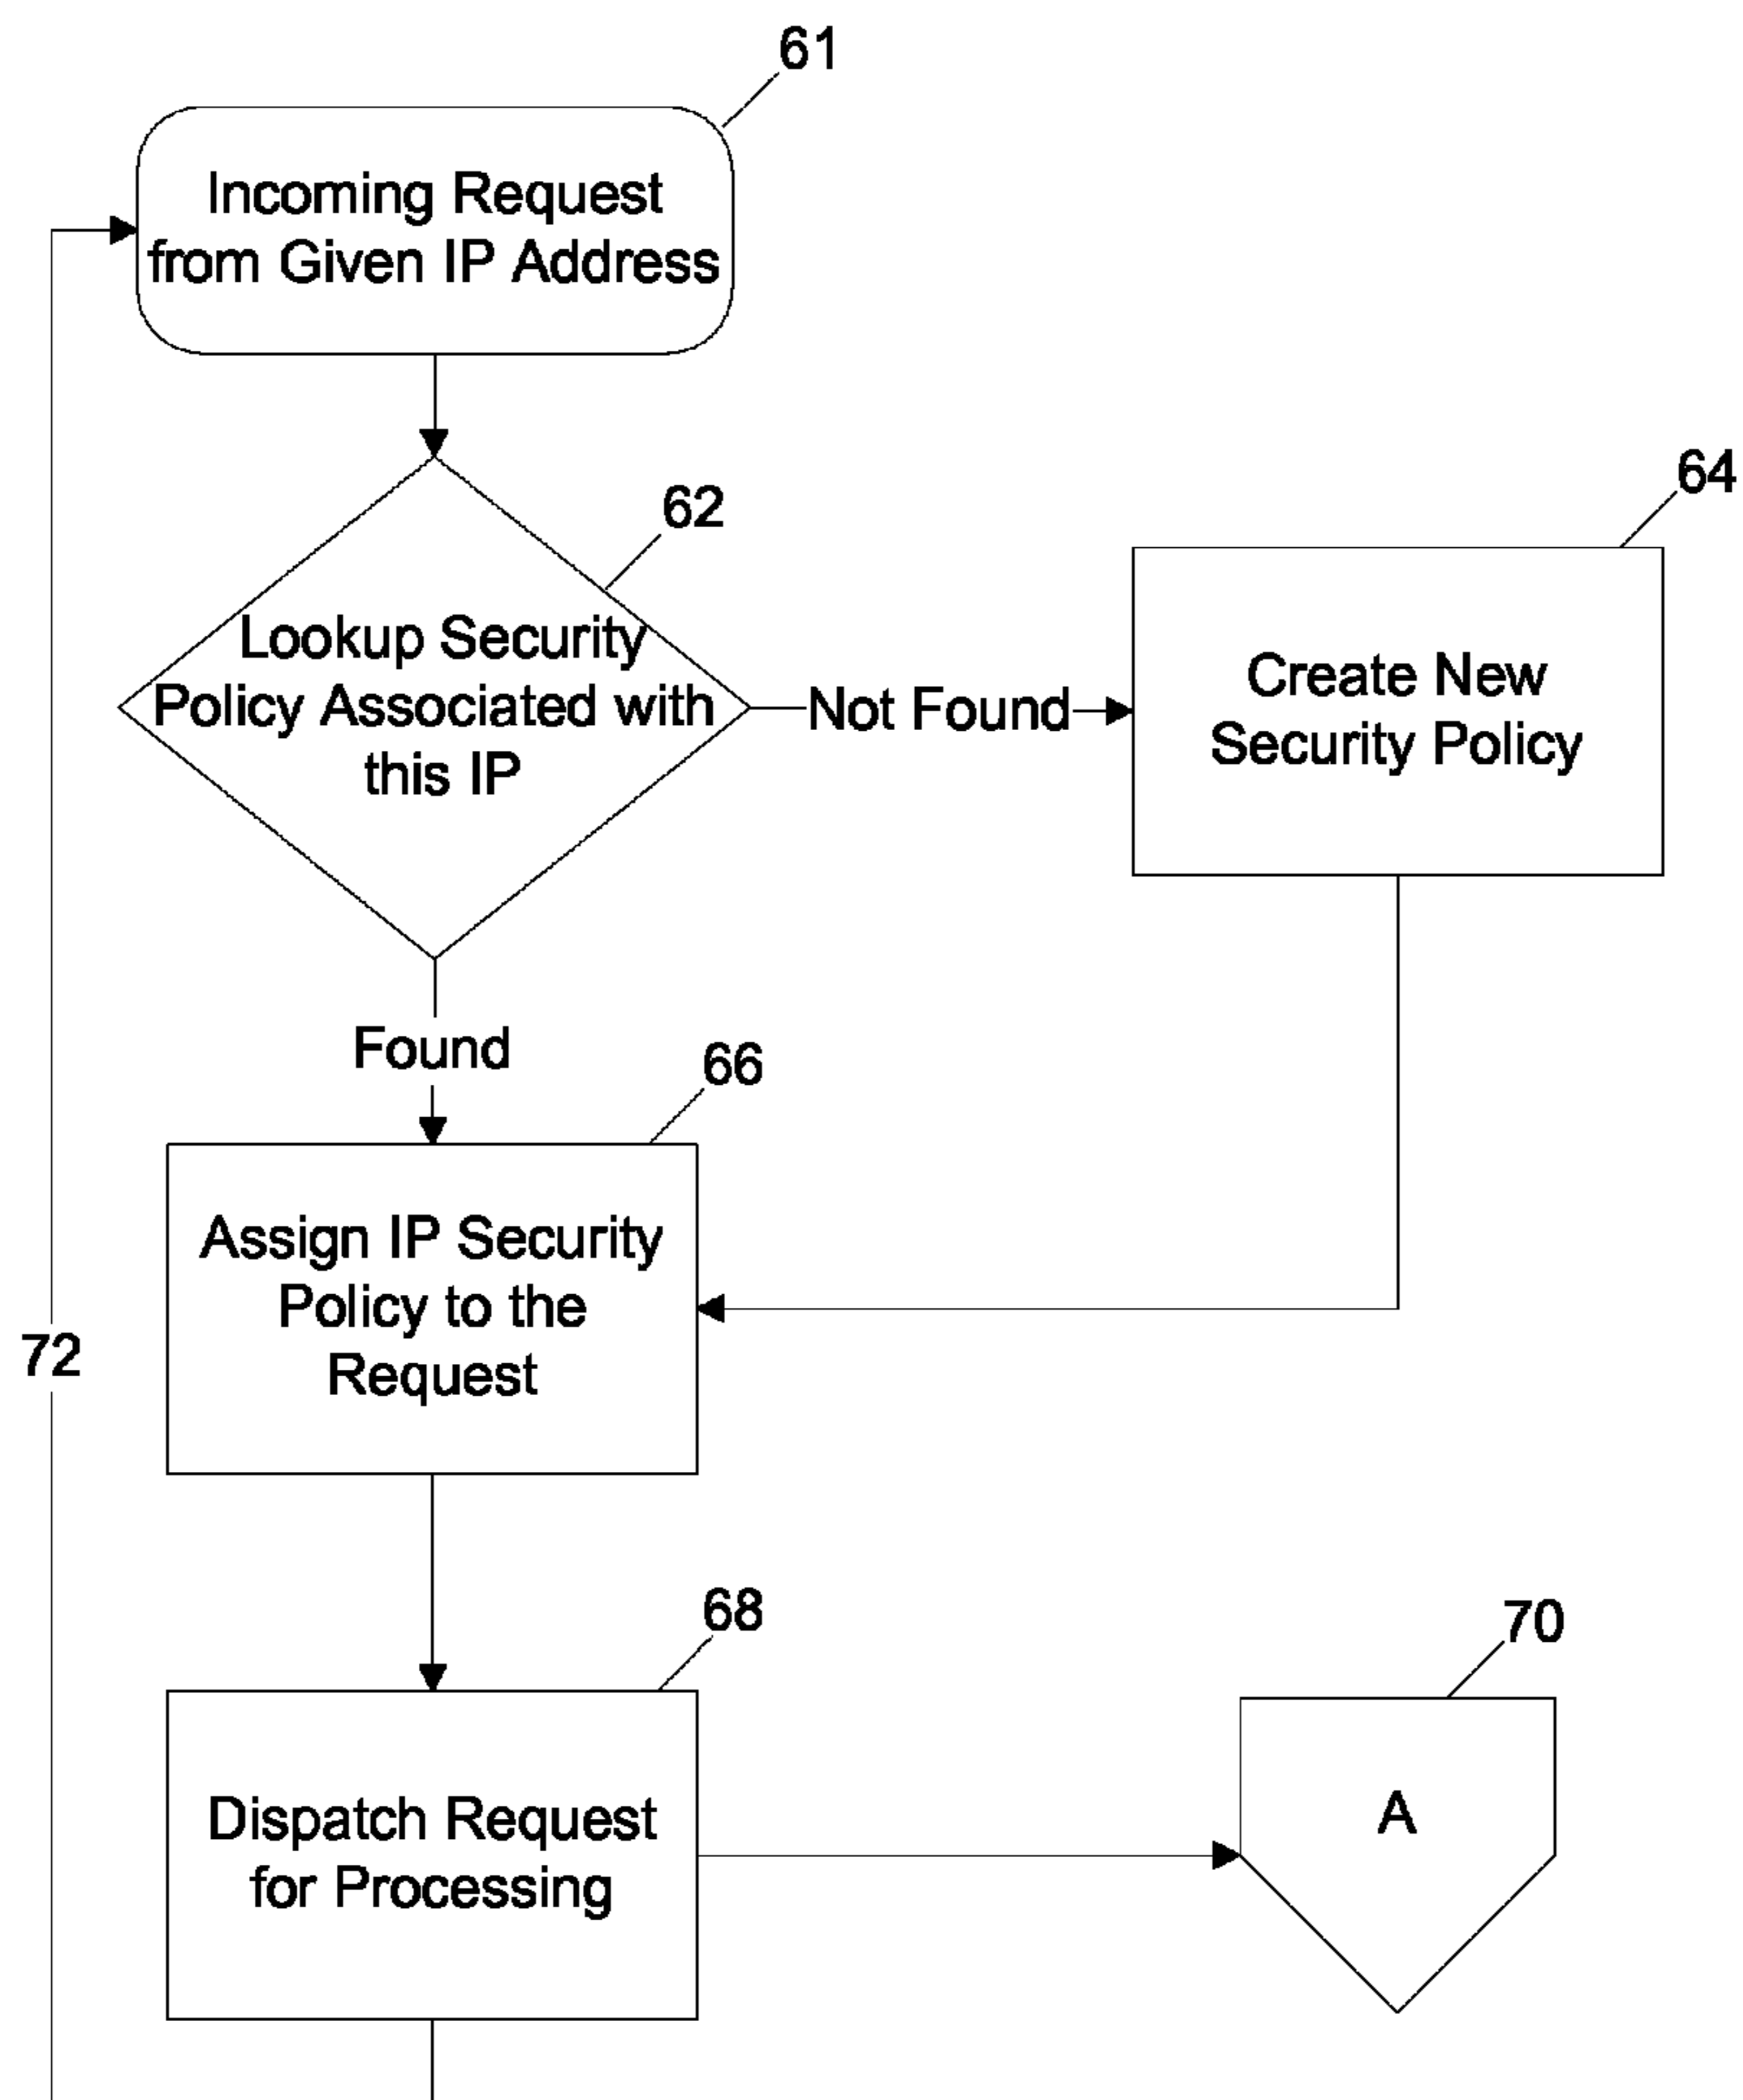 61
Incoming Request
from Given IP Address
62
64
Lookup Security
Policy Associated with
this IP
Not Found
Create New
Security Policy
Found
66
Assign IP Security
Policy to the
Request
72
68
70
Dispatch Request
for Processing
A